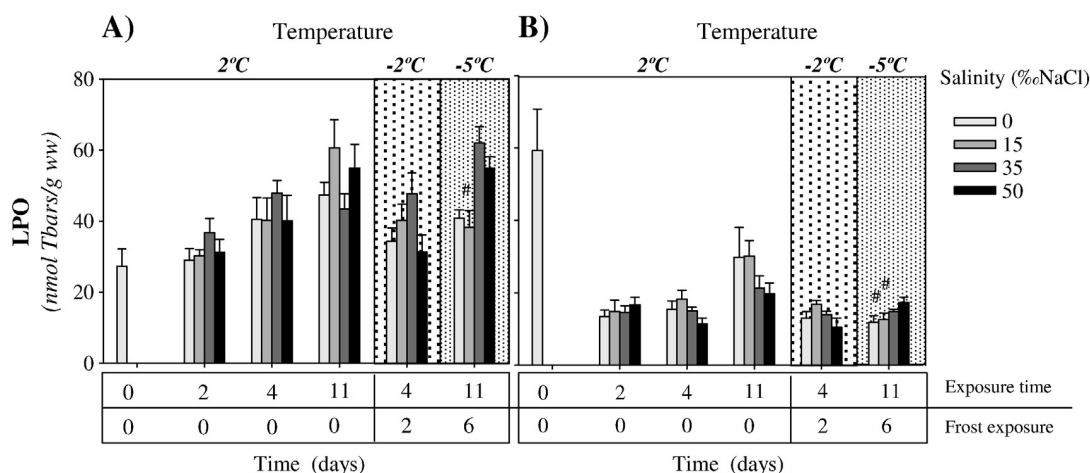 A) Temperature
2ºC -2ºC -5ºC
B) Temperature
2ºC -2ºC -5ºC
Salinity (‰NaCl)
0
15
35
50
LPO
(nmol Tbars/g ww)
80
60
40
20
0
#
# #
0 2 4 11 4 11
0 0 0 0 2 6
Time (days)
0 2 4 11 4 11 Exposure time
0 0 0 0 2 6 Frost exposure
Time (days)